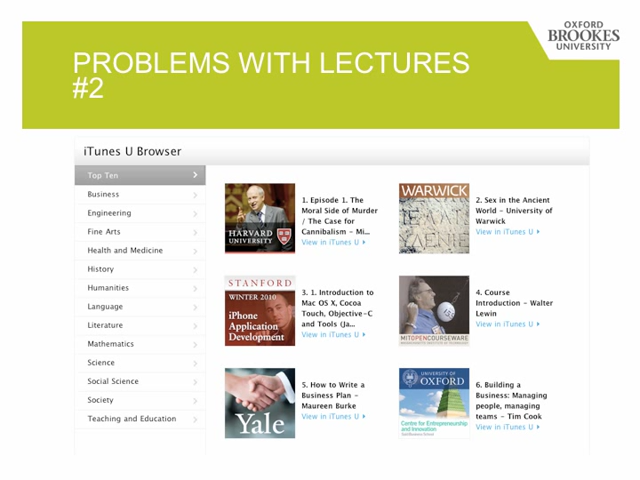 OXFORD
BROOKES
UNIVERSITY
PROBLEMS WITH LECTURES
#2
iTunes U Browser
Top Ten
Business
Engineering
Fine Arts
Health and Medicine
History
Humanities
Language
Literature
Mathematics
Science
Social Science
Society
Teaching and Education
HARVARD
UNIVERSITY
1. Episode 1. The
Moral Side of Murder
/ The Case for
Cannibalism - Mi...
View in iTunes U
WARWICK
2. Sex in the Ancient
World - University of
Warwick
View in iTunes U
STANFORD
WINTER 2010
iPhone
Application
Development
3. 1. Introduction to
Mac OS X, Cocoa
Touch, Objective-C
and Tools (Ja...
View in iTunes U
MITOPENCOURSEWARE
4. Course
Introduction - Walter
Lewin
View in iTunes U
Yale
5. How to Write a
Business Plan -
Maureen Burke
View in iTunes U
UNIVERSITY OF
OXFORD
Centre for Entrepreneurship
and Innovation
6. Building a
Business: Managing
people, managing
teams - Tim Cook
View in iTunes U